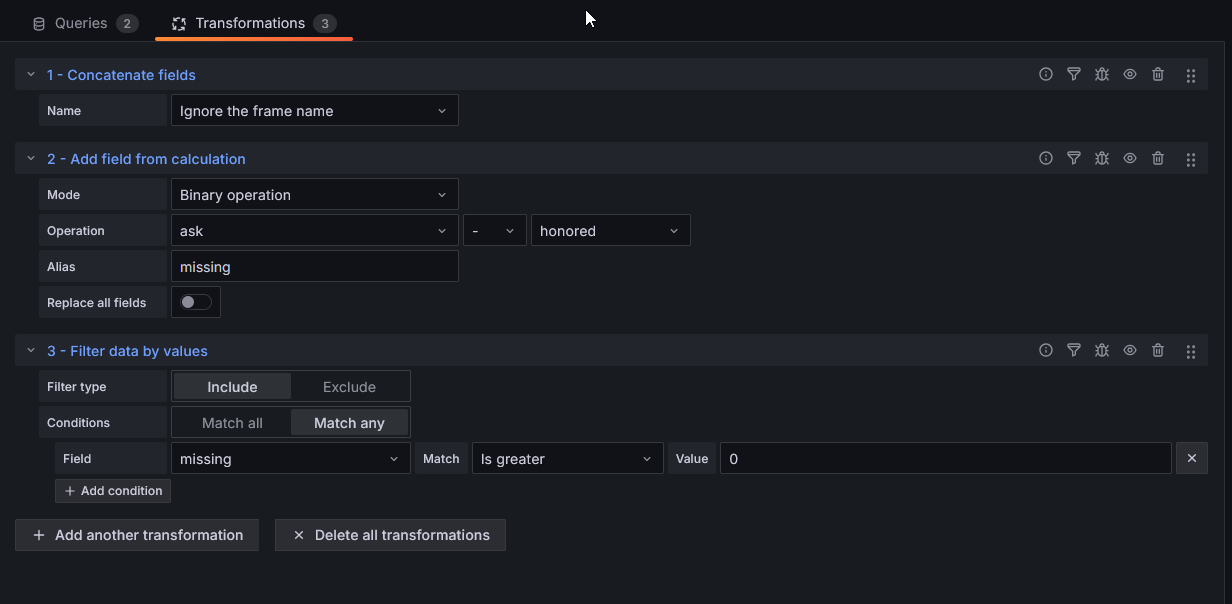 Queries 2 Transformations 3
1 - Concatenate fields
Name Ignore the frame name
2 - Add field from calculation
Mode Binary operation
Operation ask - honored
Alias missing
Replace all fields
3 - Filter data by values
Filter type Include Exclude
Conditions Match all Match any
Field missing Match Is greater Value 0
+ Add condition
+ Add another transformation × Delete all transformations